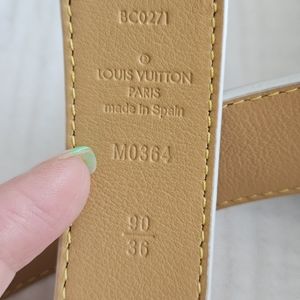 BC0271
LOUIS VUITTON
PARIS
made in Spain
M0364
90
36